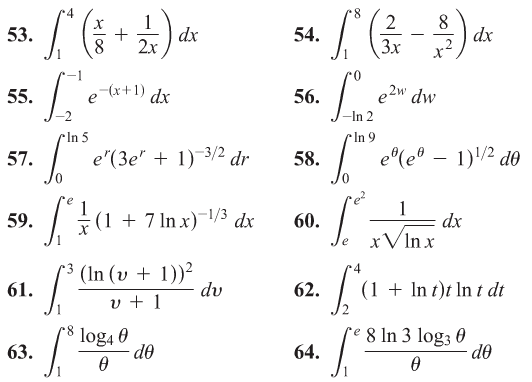 53. ∫_1^4 (x/8 + 1/(2x)) dx
54. ∫_1^8 (2/(3x) − 8/x²) dx
55. ∫_{−2}^{−1} e^{−(x+1)} dx
56. ∫_{−ln 2}^0 e^{2w} dw
57. ∫_0^{ln 5} e^r(3e^r + 1)^{−3/2} dr
58. ∫_0^{ln 9} e^θ(e^θ − 1)^{1/2} dθ
59. ∫_1^e 1/x (1 + 7 ln x)^{−1/3} dx
60. ∫_e^{e²} 1/(x√(ln x)) dx
61. ∫_1^3 (ln (v + 1))²/(v + 1) dv
62. ∫_2^4 (1 + ln t)t ln t dt
63. ∫_1^8 (log₄ θ)/θ dθ
64. ∫_1^e (8 ln 3 log₃ θ)/θ dθ